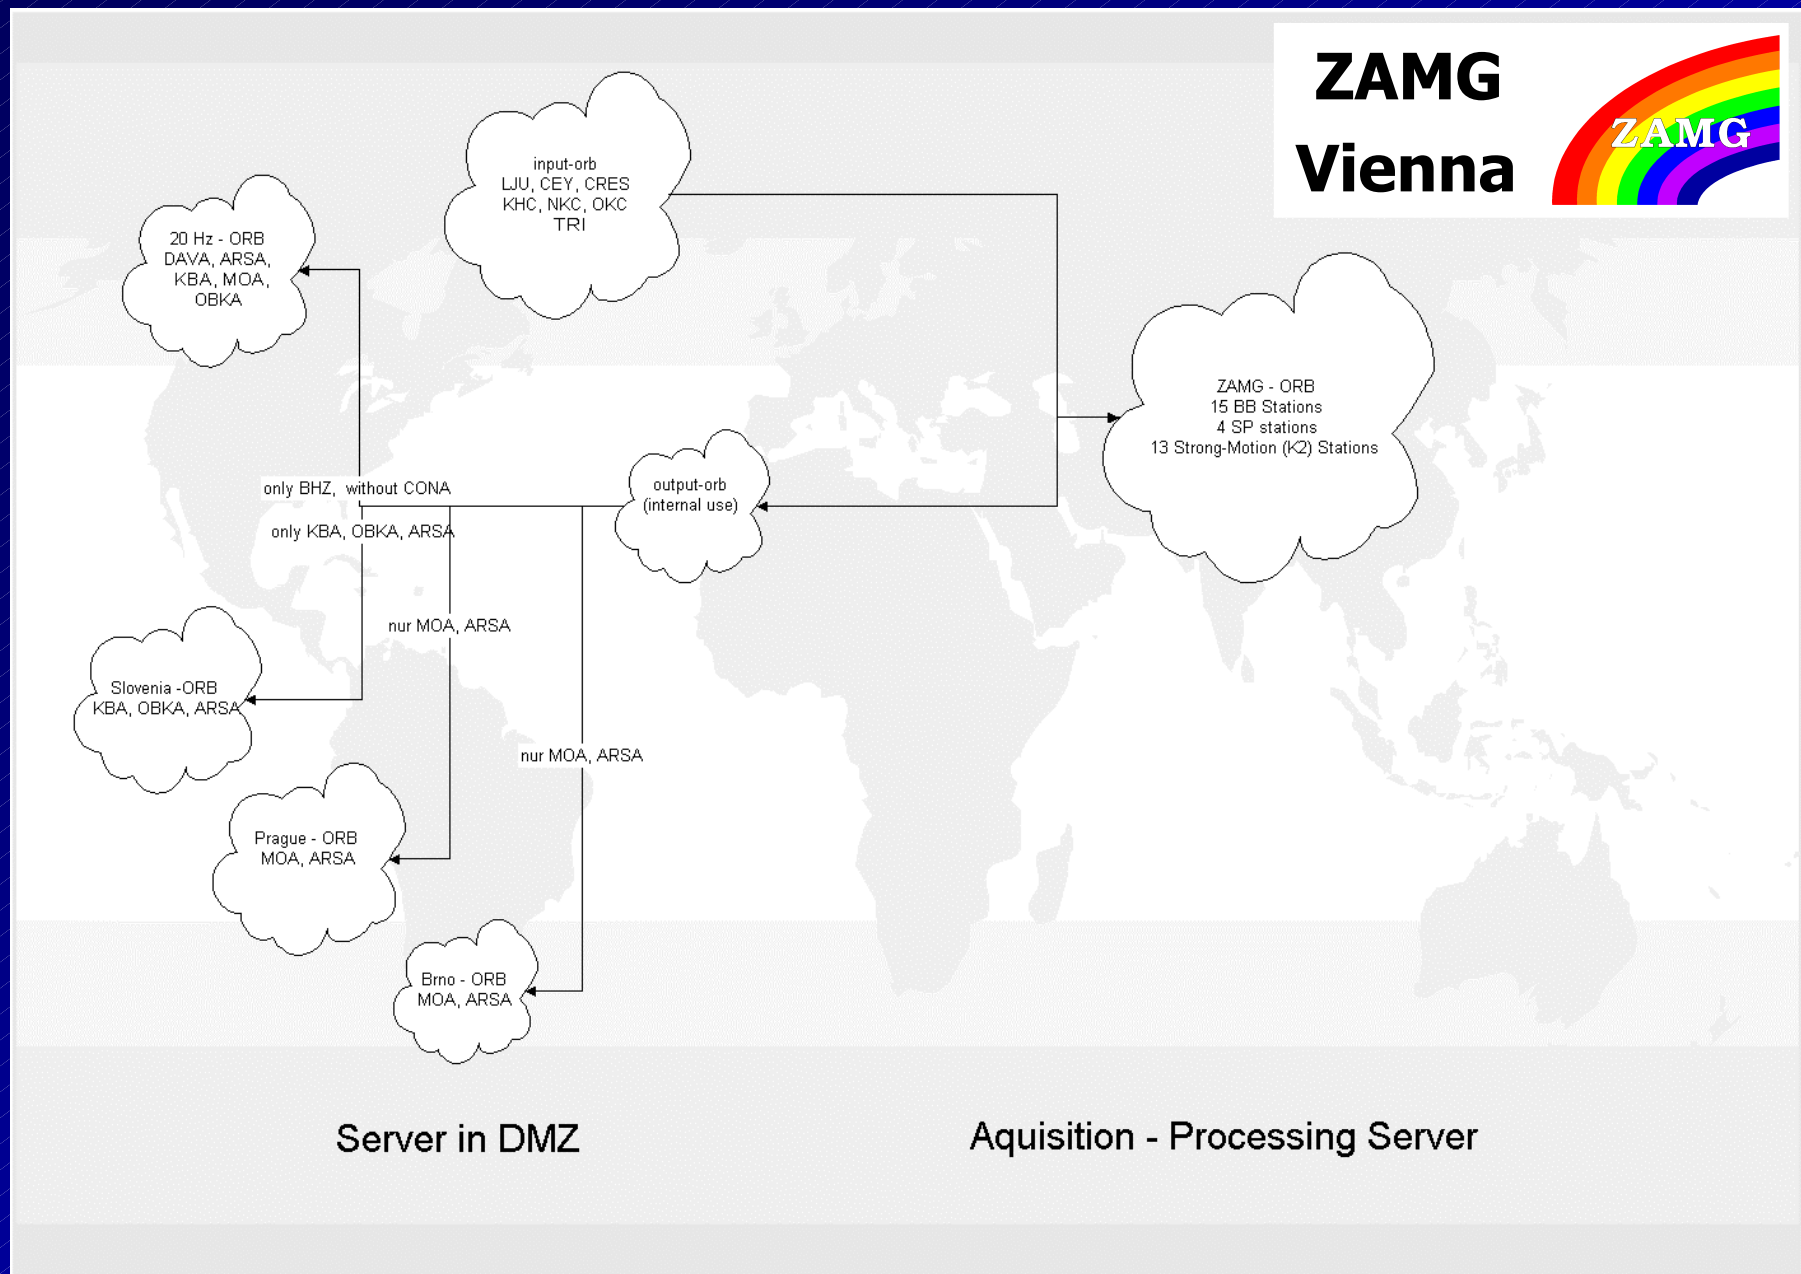 ZAMG
Vienna
ZAMG
input-orb
LJU, CEY, CRES
KHC, NKC, OKC
TRI
20 Hz - ORB
DAVA, ARSA,
KBA, MOA,
OBKA
ZAMG - ORB
15 BB Stations
4 SP stations
13 Strong-Motion (K2) Stations
output-orb
(internal use)
only BHZ, without CONA
only KBA, OBKA, ARSA
nur MOA, ARSA
Slovenia -ORB
KBA, OBKA, ARSA
nur MOA, ARSA
Prague - ORB
MOA, ARSA
Brno - ORB
MOA, ARSA
Server in DMZ
Aquisition - Processing Server